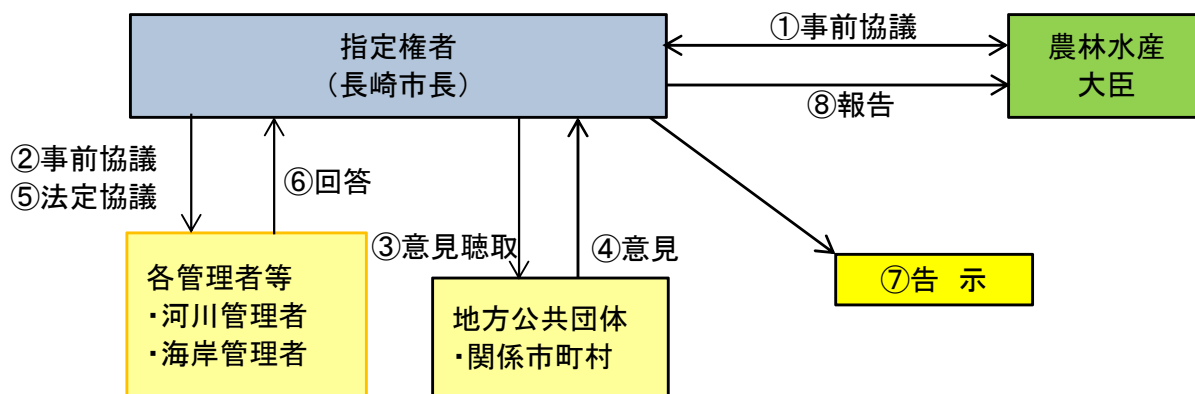 指定権者
（長崎市長）
①事前協議
農林水産
大臣
⑧報告
②事前協議
⑤法定協議
⑥回答
③意見聴取
④意見
各管理者等
・河川管理者
・海岸管理者
地方公共団体
・関係市町村
⑦告 示